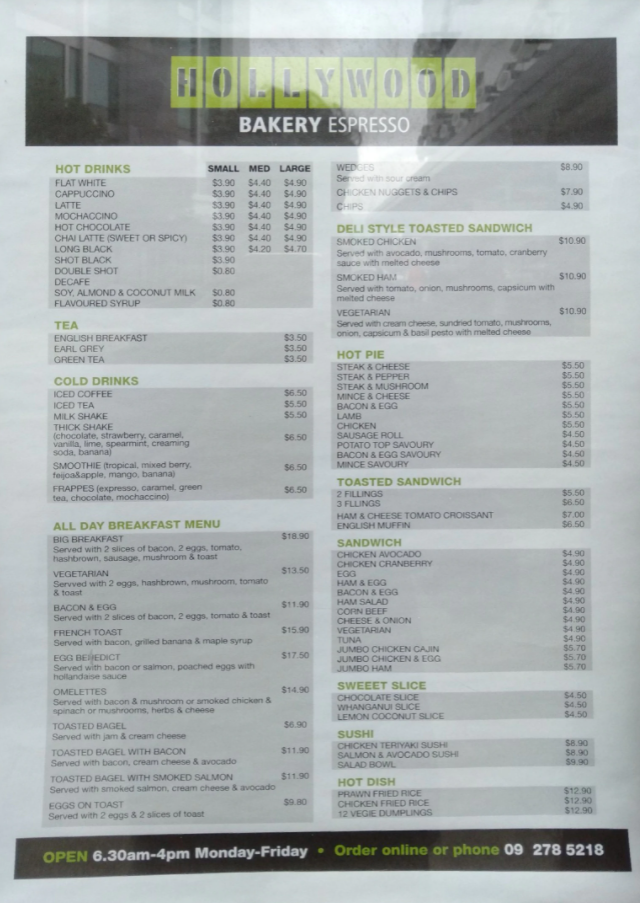 HOLLYWOOD
BAKERY ESPRESSO
HOT DRINKS SMALL MED LARGE
FLAT WHITE $3.90 $4.40 $4.90
CAPPUCCINO $3.90 $4.40 $4.90
LATTE $3.90 $4.40 $4.90
MOCHACCINO $3.90 $4.40 $4.90
HOT CHOCOLATE $3.90 $4.40 $4.90
CHAI LATTE (SWEET OR SPICY) $3.90 $4.40 $4.90
LONG BLACK $3.90 $4.20 $4.70
SHOT BLACK $3.90
DOUBLE SHOT $0.80
DECAFE
SOY, ALMOND & COCONUT MILK $0.80
FLAVOURED SYRUP $0.80
TEA
ENGLISH BREAKFAST $3.50
EARL GREY $3.50
GREEN TEA $3.50
COLD DRINKS
ICED COFFEE $6.50
ICED TEA $5.50
MILK SHAKE $5.50
THICK SHAKE
(chocolate, strawberry, caramel, $6.50
vanilla, lime, spearmint, creaming
soda, banana)
SMOOTHIE (tropical, mixed berry, $6.50
feijoa&apple, mango, banana)
FRAPPES (expresso, caramel, green $6.50
tea, chocolate, mochaccino)
ALL DAY BREAKFAST MENU
BIG BREAKFAST $18.90
Served with 2 slices of bacon, 2 eggs, tomato,
hashbrown, sausage, mushroom & toast
VEGETARIAN $13.50
Servved with 2 eggs, hashbrown, mushroom, tomato
& toast
BACON & EGG $11.90
Served with 2 slices of bacon, 2 eggs, tomato & toast
FRENCH TOAST $15.90
Served with bacon, grilled banana & maple syrup
EGG BENEDICT $17.50
Served with bacon or salmon, poached eggs with
hollandaise sauce
OMELETTES $14.90
Served with bacon & mushroom or smoked chicken &
spinach or mushrooms, herbs & cheese
TOASTED BAGEL $6.90
Served with jam & cream cheese
TOASTED BAGEL WITH BACON $11.90
Served with bacon, cream cheese & avocado
TOASTED BAGEL WITH SMOKED SALMON $11.90
Served with smoked salmon, cream cheese & avocado
EGGS ON TOAST $9.80
Served with 2 eggs & 2 slices of toast
WEDGES $8.90
Served with sour cream
CHICKEN NUGGETS & CHIPS $7.90
CHIPS $4.90
DELI STYLE TOASTED SANDWICH
SMOKED CHICKEN $10.90
Served with avocado, mushrooms, tomato, cranberry
sauce with melted cheese
SMOKED HAM $10.90
Served with tomato, onion, mushrooms, capsicum with
melted cheese
VEGETARIAN $10.90
Served with cream cheese, sundried tomato, mushrooms,
onion, capsicum & basil pesto with melted cheese
HOT PIE
STEAK & CHEESE $5.50
STEAK & PEPPER $5.50
STEAK & MUSHROOM $5.50
MINCE & CHEESE $5.50
BACON & EGG $5.50
LAMB $5.50
CHICKEN $5.50
SAUSAGE ROLL $4.50
POTATO TOP SAVOURY $4.50
BACON & EGG SAVOURY $4.50
MINCE SAVOURY $4.50
TOASTED SANDWICH
2 FILLINGS $5.50
3 FLLINGS $6.50
HAM & CHEESE TOMATO CROISSANT $7.00
ENGLISH MUFFIN $6.50
SANDWICH
CHICKEN AVOCADO $4.90
CHICKEN CRANBERRY $4.90
EGG $4.90
HAM & EGG $4.90
BACON & EGG $4.90
HAM SALAD $4.90
CORN BEEF $4.90
CHEESE & ONION $4.90
VEGETARIAN $4.90
TUNA $4.90
JUMBO CHICKEN CAJIN $5.70
JUMBO CHICKEN & EGG $5.70
JUMBO HAM $5.70
SWEEET SLICE
CHOCOLATE SLICE $4.50
WHANGANUI SLICE $4.50
LEMON COCONUT SLICE $4.50
SUSHI
CHICKEN TERIYAKI SUSHI $8.90
SALMON & AVOCADO SUSHI $8.90
SALAD BOWL $9.90
HOT DISH
PRAWN FRIED RICE $12.90
CHICKEN FRIED RICE $12.90
12 VEGIE DUMPLINGS $12.90
OPEN 6.30am-4pm Monday-Friday • Order online or phone 09 278 5218